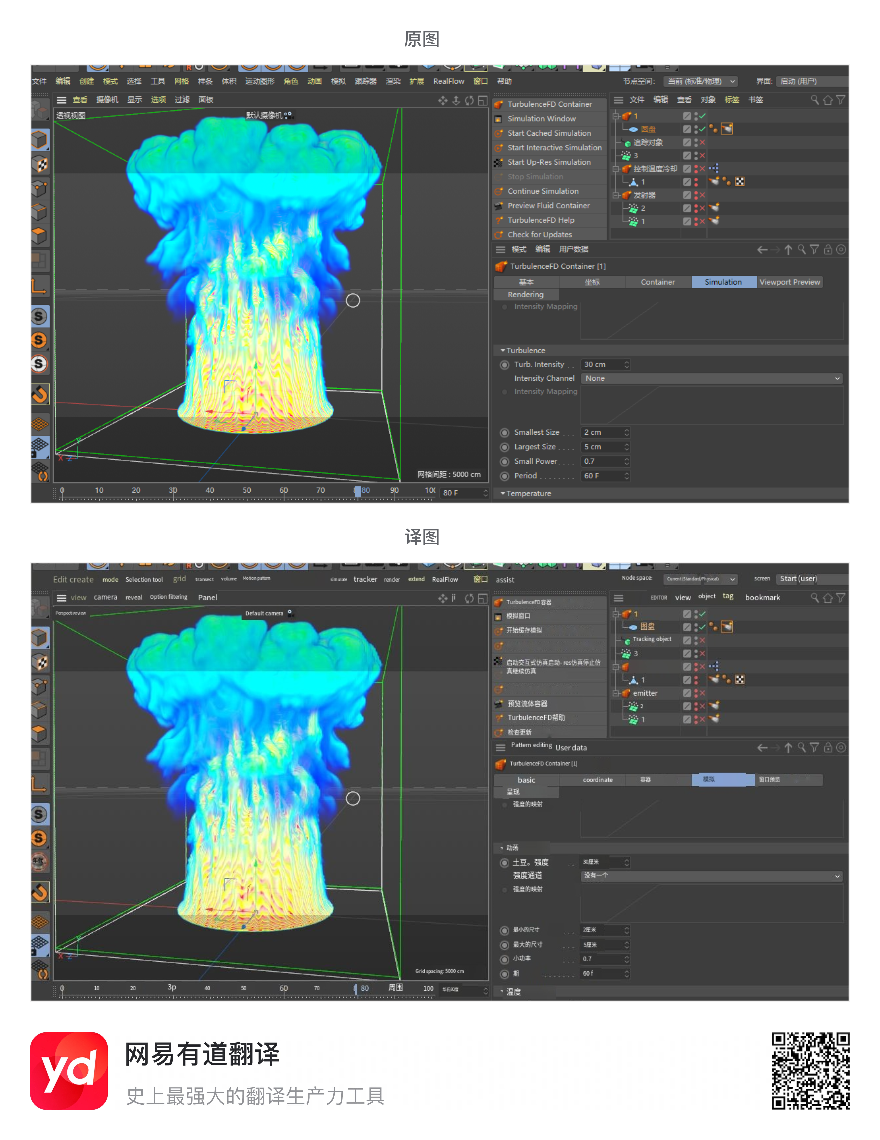 原图
文件 编辑 创建 模式 选择 工具 网格 样条 体积 运动图形 角色 动画 模拟 跟踪器 渲染 扩展 RealFlow 窗口 帮助 节点空间: 当前 (标准/物理) 界面: 启动 (用户)
查看 摄像机 显示 选项 过滤 面板
透视视图
默认摄像机
网格间距 : 5000 cm
0 10 20 30 40 50 60 70 80 90 100 80 F
TurbulenceFD Container
Simulation Window
Start Cached Simulation
Start Interactive Simulation
Start Up-Res Simulation
Stop Simulation
Continue Simulation
Preview Fluid Container
TurbulenceFD Help
Check for Updates
文件 编辑 查看 对象 标签 书签
1
圆盘
追踪对象
3
控制温度冷却
1
发射器
2
1
模式 编辑 用户数据
TurbulenceFD Container [1]
基本 坐标 Container Simulation Viewport Preview
Rendering
Intensity Mapping
Turbulence
Turb. Intensity . . 30 cm
Intensity Channel None
Intensity Mapping
Smallest Size . . . 2 cm
Largest Size . . . 5 cm
Small Power . . . 0.7
Period . . . . . . . . 60 F
Temperature
译图
Edit create mode Selection tool grid transect volume Motion pattern simulate tracker render extend RealFlow 窗口 assist Node space Current (Standard/Physical) screen Start (user)
view camera reveal Option filtering Panel
Perspective view
Default camera
Grid spacing: 5000 cm
0 10 20 3p 40 50 60 70 80 周围 100
TurbulenceFD容器
模拟窗口
开始缓存模拟
启动交互式仿真启动- res仿真停止仿
真继续仿真
预览流体容器
TurbulenceFD帮助
检查更新
EDITOR view object tag bookmark
1
图盘
Tracking object
3
1
emitter
2
1
Pattern editing User data
TurbulenceFD Container [1]
basic coordinate 容器 模拟 窗口预览
呈现
强度的映射
动荡
土豆。强度 . . 30厘米
强度通道 没有一个
强度的映射
最小的尺寸 . . . 2厘米
最大的尺寸 . . . 5厘米
小功率 . . . 0.7
期 . . . . . . . . 60 f
温度
yd
网易有道翻译
史上最强大的翻译生产力工具